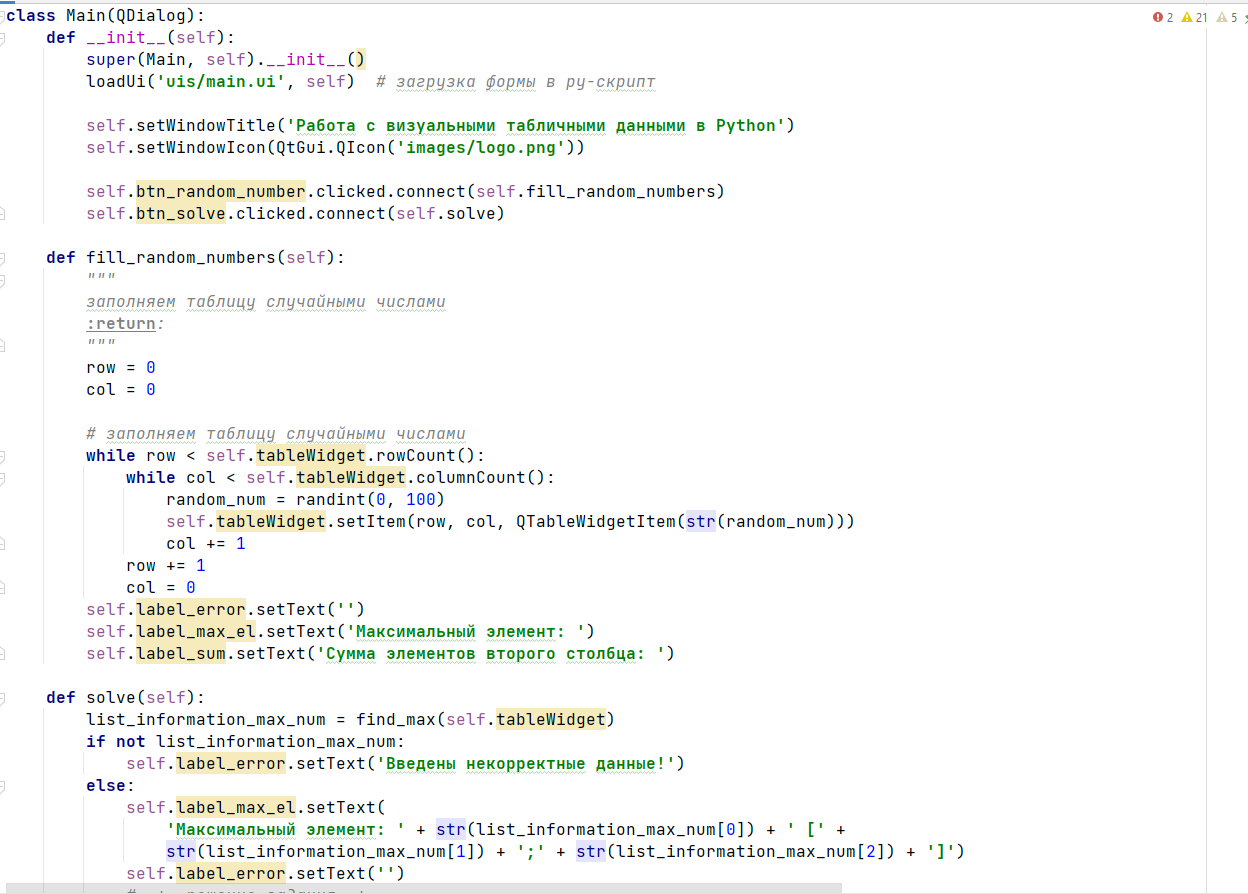 class Main(QDialog):
2 21 5
    def __init__(self):
        super(Main, self).__init__()
        loadUi('uis/main.ui', self)  # загрузка формы в py-скрипт

        self.setWindowTitle('Работа с визуальными табличными данными в Python')
        self.setWindowIcon(QtGui.QIcon('images/logo.png'))

        self.btn_random_number.clicked.connect(self.fill_random_numbers)
        self.btn_solve.clicked.connect(self.solve)

    def fill_random_numbers(self):
        """
        заполняем таблицу случайными числами
        :return:
        """
        row = 0
        col = 0

        # заполняем таблицу случайными числами
        while row < self.tableWidget.rowCount():
            while col < self.tableWidget.columnCount():
                random_num = randint(0, 100)
                self.tableWidget.setItem(row, col, QTableWidgetItem(str(random_num)))
                col += 1
            row += 1
            col = 0
        self.label_error.setText('')
        self.label_max_el.setText('Максимальный элемент: ')
        self.label_sum.setText('Сумма элементов второго столбца: ')

    def solve(self):
        list_information_max_num = find_max(self.tableWidget)
        if not list_information_max_num:
            self.label_error.setText('Введены некорректные данные!')
        else:
            self.label_max_el.setText(
                'Максимальный элемент: ' + str(list_information_max_num[0]) + ' [' +
                str(list_information_max_num[1]) + ';' + str(list_information_max_num[2]) + ']')
            self.label_error.setText('')